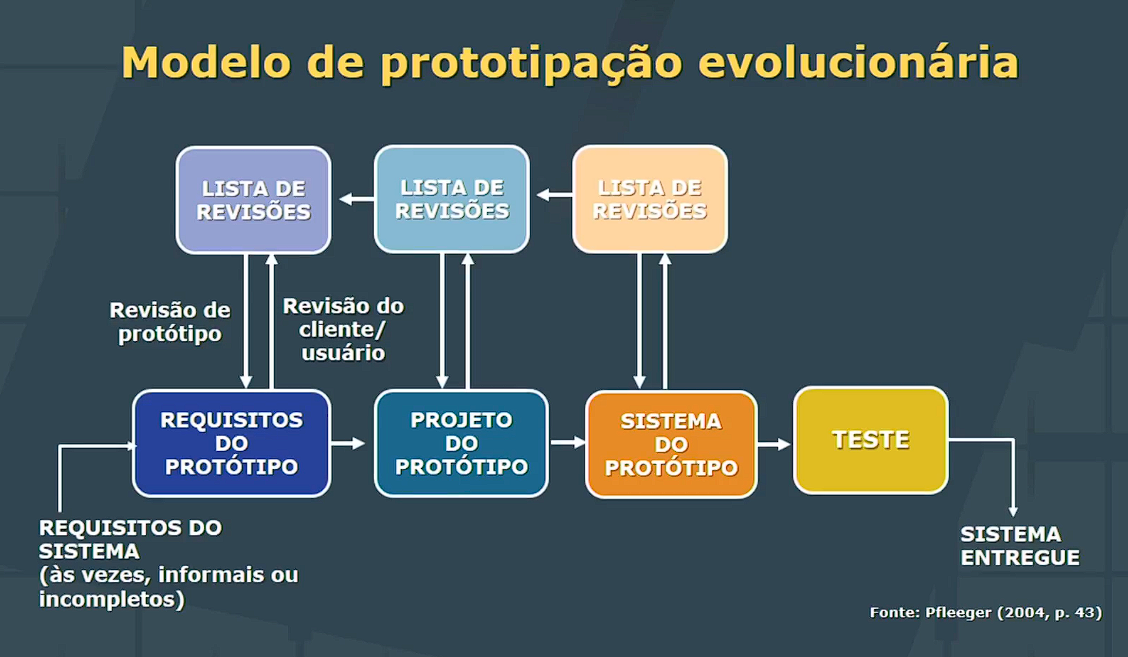 Modelo de prototipação evolucionária
LISTA DE
REVISÕES
LISTA DE
REVISÕES
LISTA DE
REVISÕES
Revisão de
protótipo
Revisão do
cliente/
usuário
REQUISITOS
DO
PROTÓTIPO
PROJETO
DO
PROTÓTIPO
SISTEMA
DO
PROTÓTIPO
TESTE
REQUISITOS DO
SISTEMA
(às vezes, informais ou
incompletos)
SISTEMA
ENTREGUE
Fonte: Pfleeger (2004, p. 43)